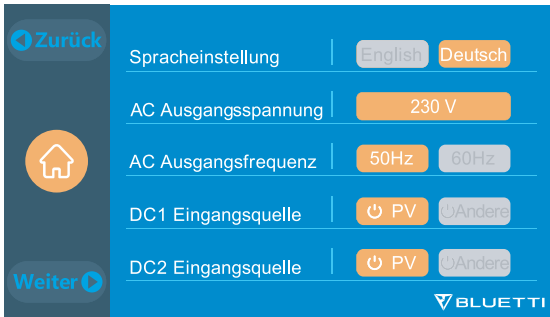 Zurück
Spracheinstellung English Deutsch
AC Ausgangsspannung 230 V
AC Ausgangsfrequenz 50Hz 60Hz
DC1 Eingangsquelle PV Andere
DC2 Eingangsquelle PV Andere
Weiter
BLUETTI